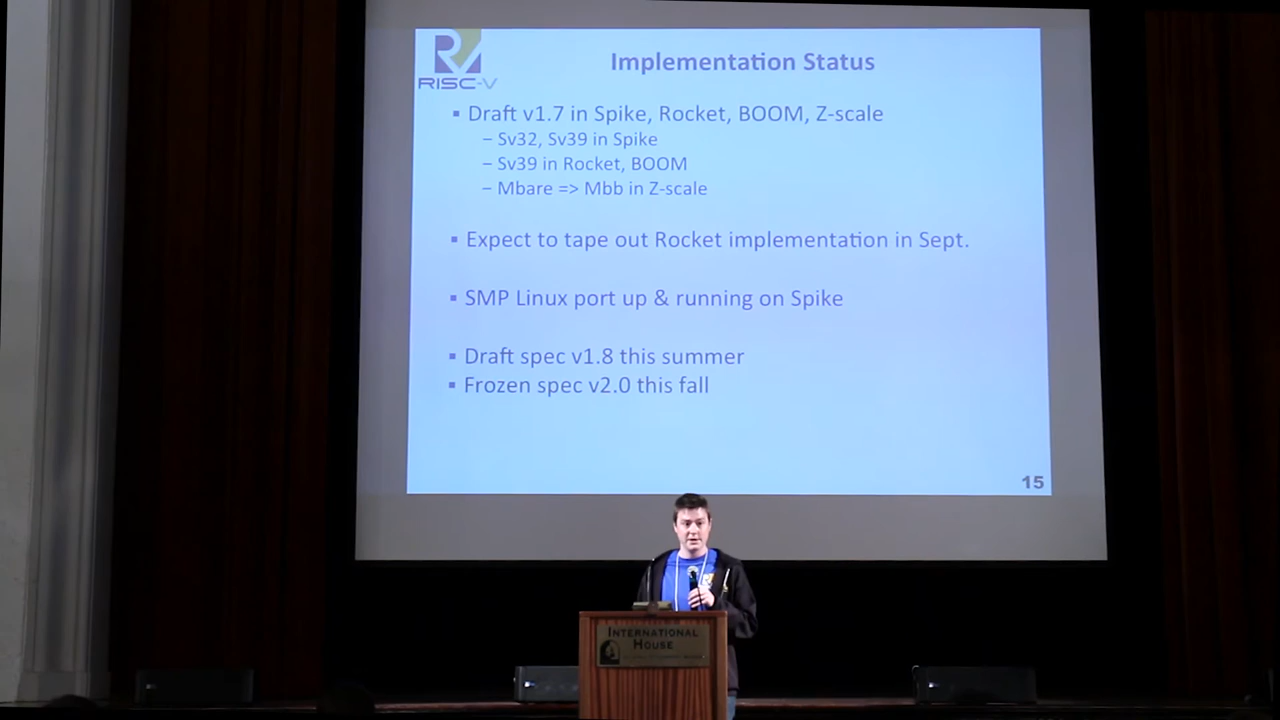 RISC-V
Implementation Status
▪ Draft v1.7 in Spike, Rocket, BOOM, Z-scale
– Sv32, Sv39 in Spike
– Sv39 in Rocket, BOOM
– Mbare => Mbb in Z-scale
▪ Expect to tape out Rocket implementation in Sept.
▪ SMP Linux port up & running on Spike
▪ Draft spec v1.8 this summer
▪ Frozen spec v2.0 this fall
15
INTERNATIONAL
HOUSE